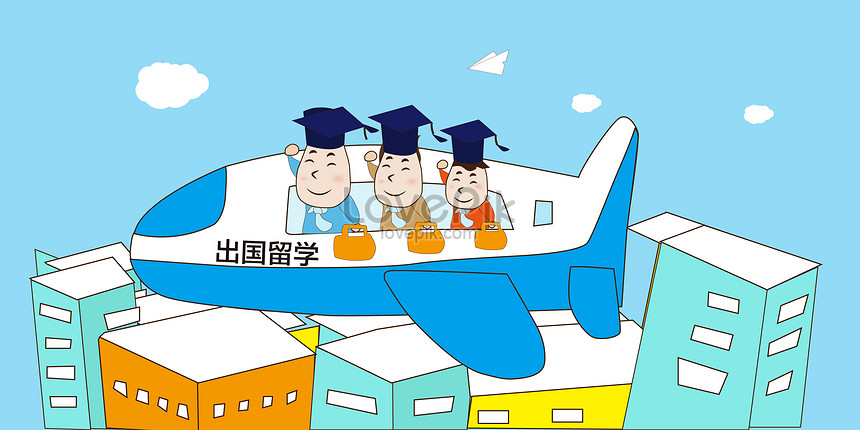 Lovepik
lovepik.com
出国留学